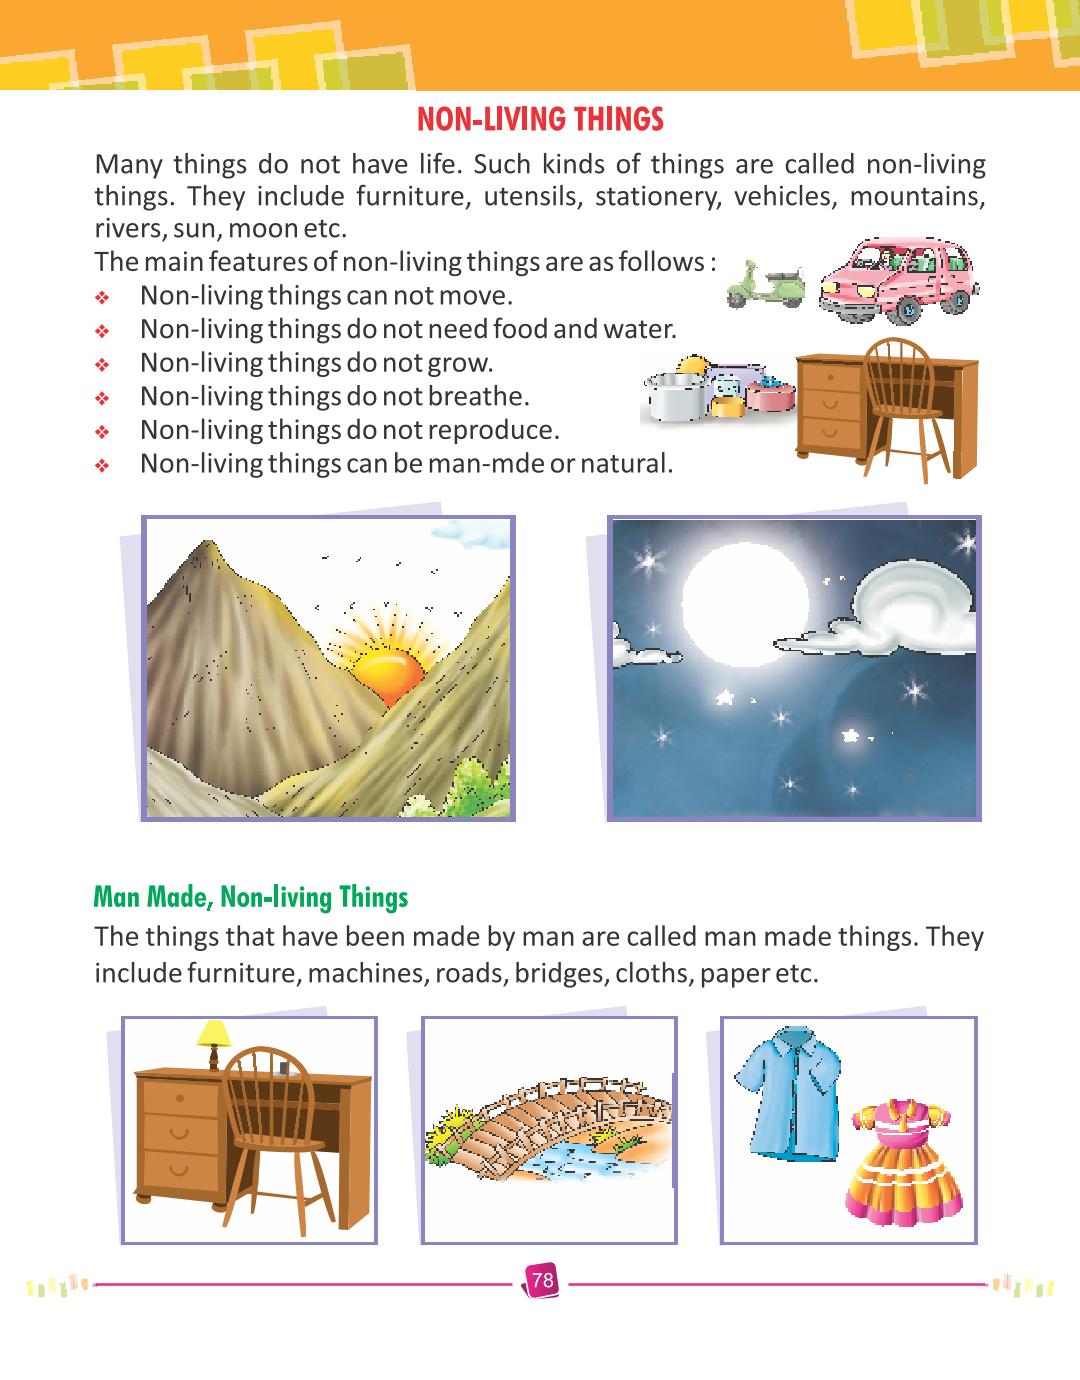 NON-LIVING THINGS
Many things do not have life. Such kinds of things are called non-living
things. They include furniture, utensils, stationery, vehicles, mountains,
rivers, sun, moon etc.
The main features of non-living things are as follows :
❖ Non-living things can not move.
❖ Non-living things do not need food and water.
❖ Non-living things do not grow.
❖ Non-living things do not breathe.
❖ Non-living things do not reproduce.
❖ Non-living things can be man-mde or natural.
Man Made, Non-living Things
The things that have been made by man are called man made things. They
include furniture, machines, roads, bridges, cloths, paper etc.
78